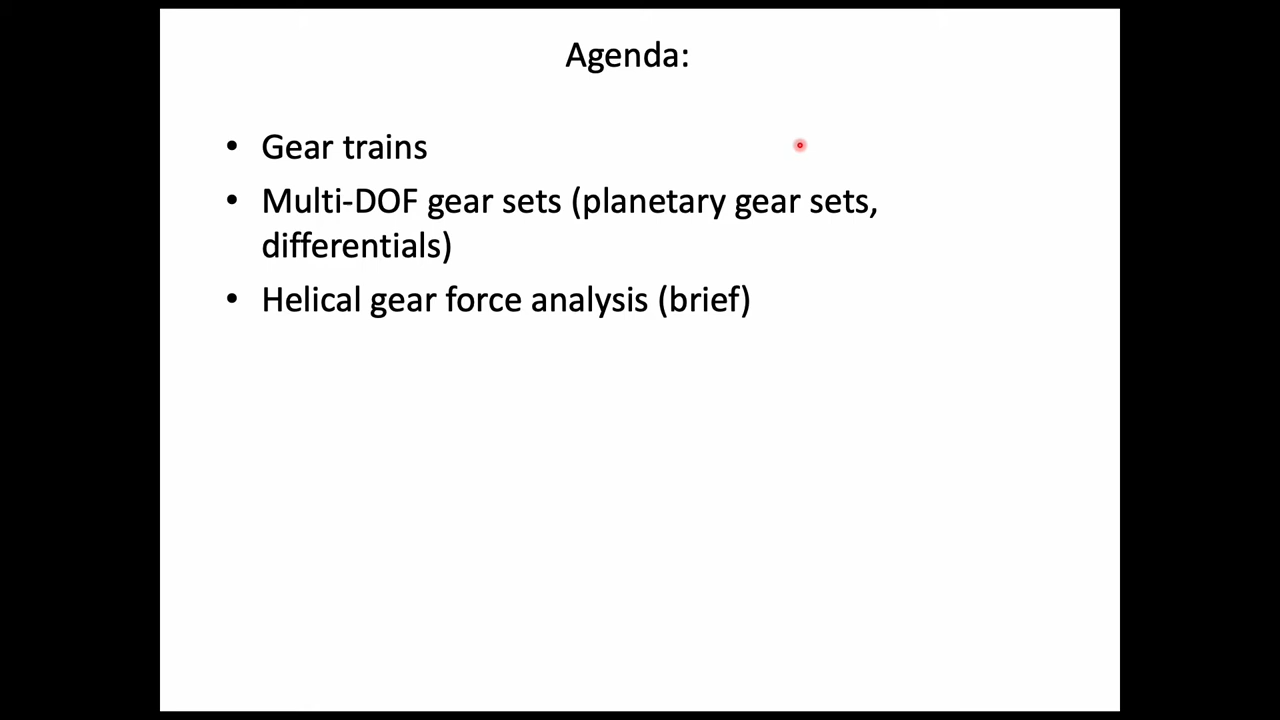 Agenda:
• Gear trains
• Multi-DOF gear sets (planetary gear sets,
differentials)
• Helical gear force analysis (brief)